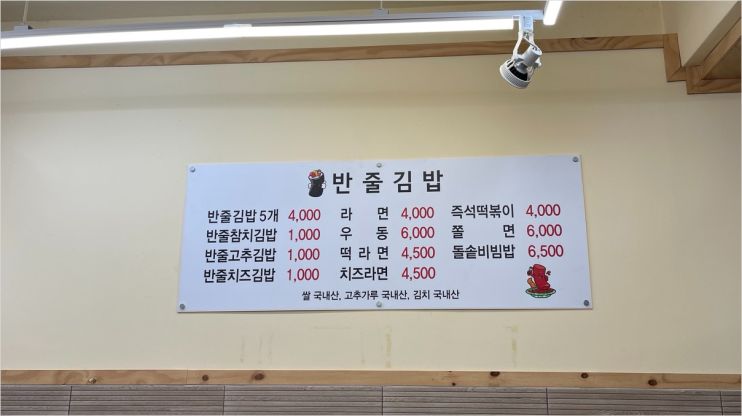 반줄김밥
반줄김밥 5개 4,000 라면 4,000 즉석떡볶이 4,000
반줄참치김밥 1,000 우동 6,000 쫄면 6,000
반줄고추김밥 1,000 떡라면 4,500 돌솥비빔밥 6,500
반줄치즈김밥 1,000 치즈라면 4,500
쌀 국내산, 고추가루 국내산, 김치 국내산